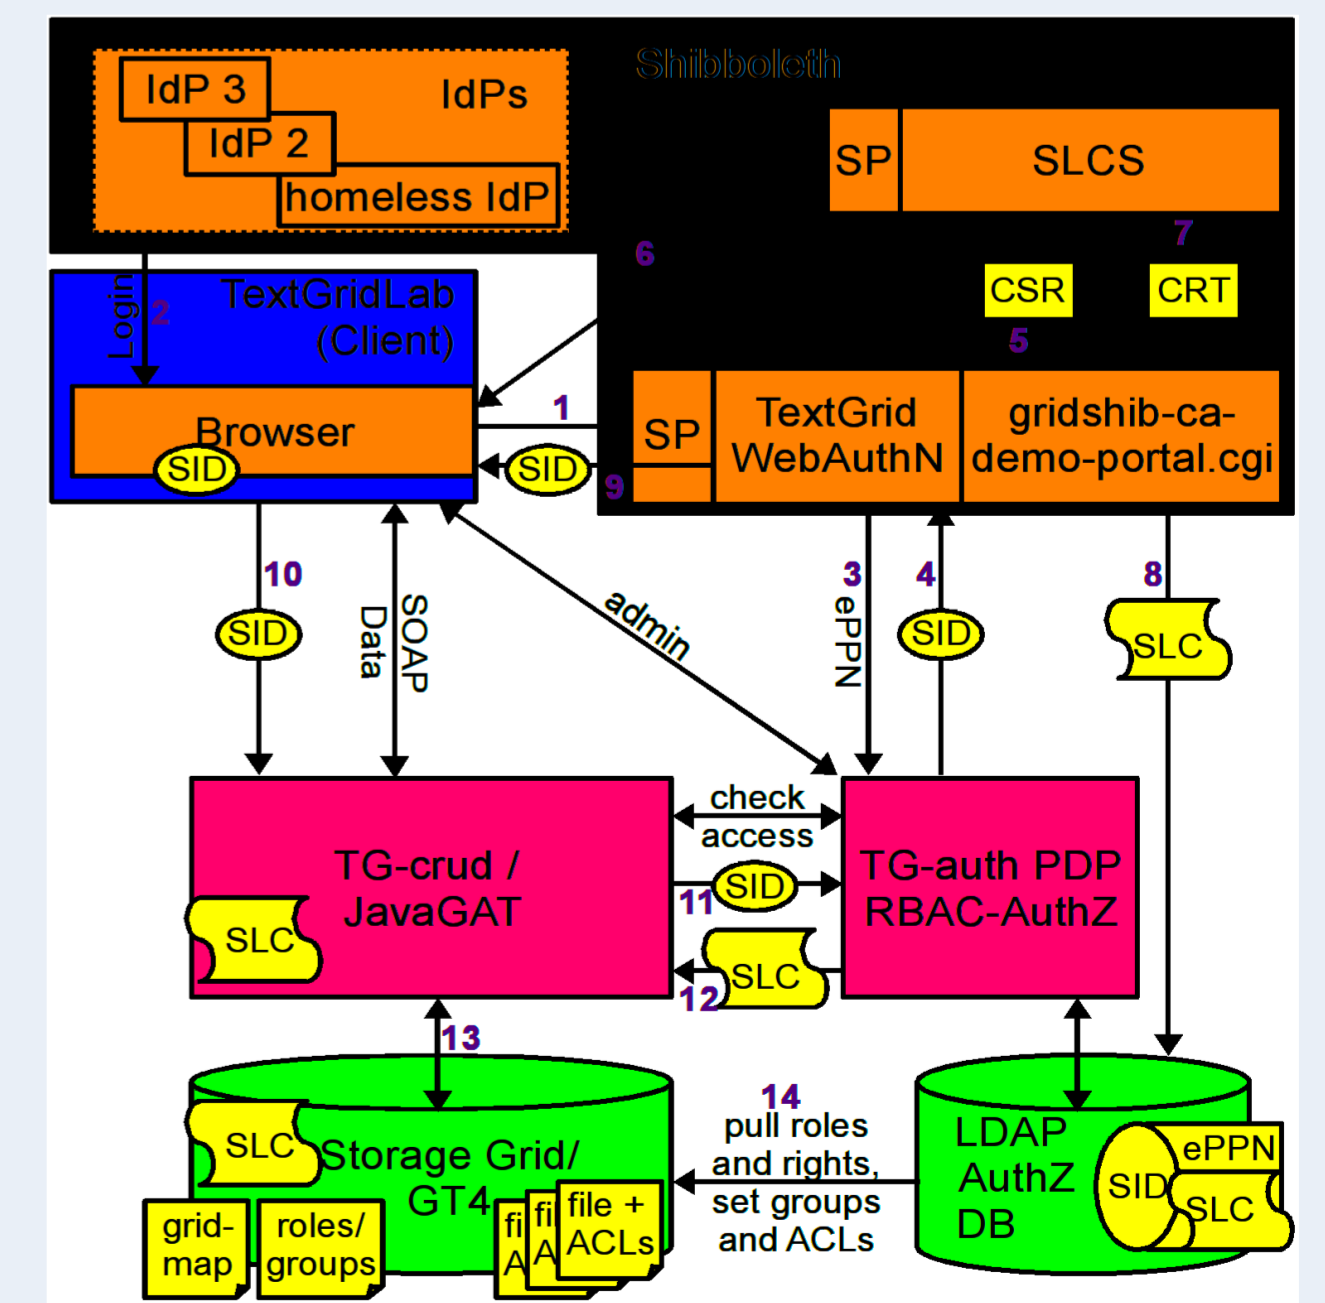 Shibboleth
IdPs
IdP 3
IdP 2
homeless IdP
SP
SLCS
6
7
CSR
CRT
5
Login
2
TextGridLab
(Client)
Browser
SID
1
SID
9
SP
TextGrid
WebAuthN
gridshib-ca-
demo-portal.cgi
10
SID
SOAP
Data
admin
3
ePPN
4
SID
8
SLC
TG-crud /
JavaGAT
SLC
check
access
SID
11
SLC
12
TG-auth PDP
RBAC-AuthZ
13
SLC
Storage Grid/
GT4
grid-
map
roles/
groups
fi
A
fi
A
file +
ACLs
14
pull roles
and rights,
set groups
and ACLs
LDAP
AuthZ
DB
SID
ePPN
SLC